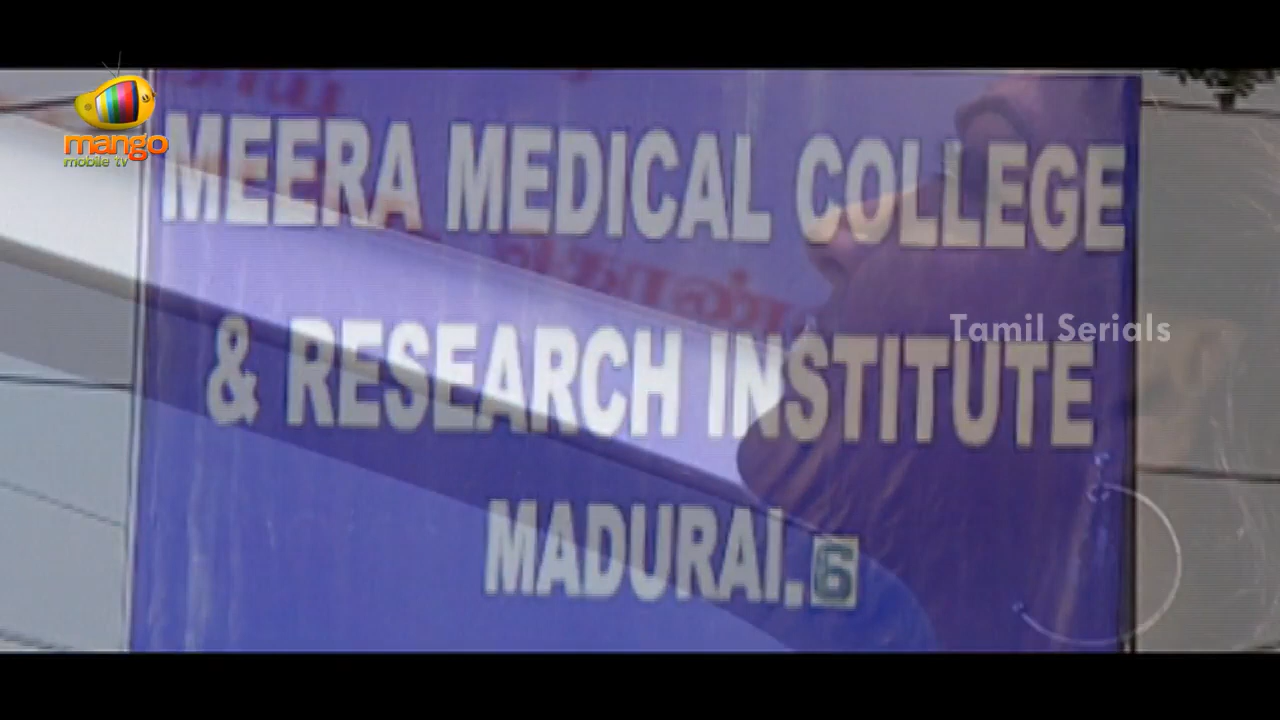 mango
mobile tv
MEERA MEDICAL COLLEGE
& RESEARCH INSTITUTE
Tamil Serials
MADURAI.6